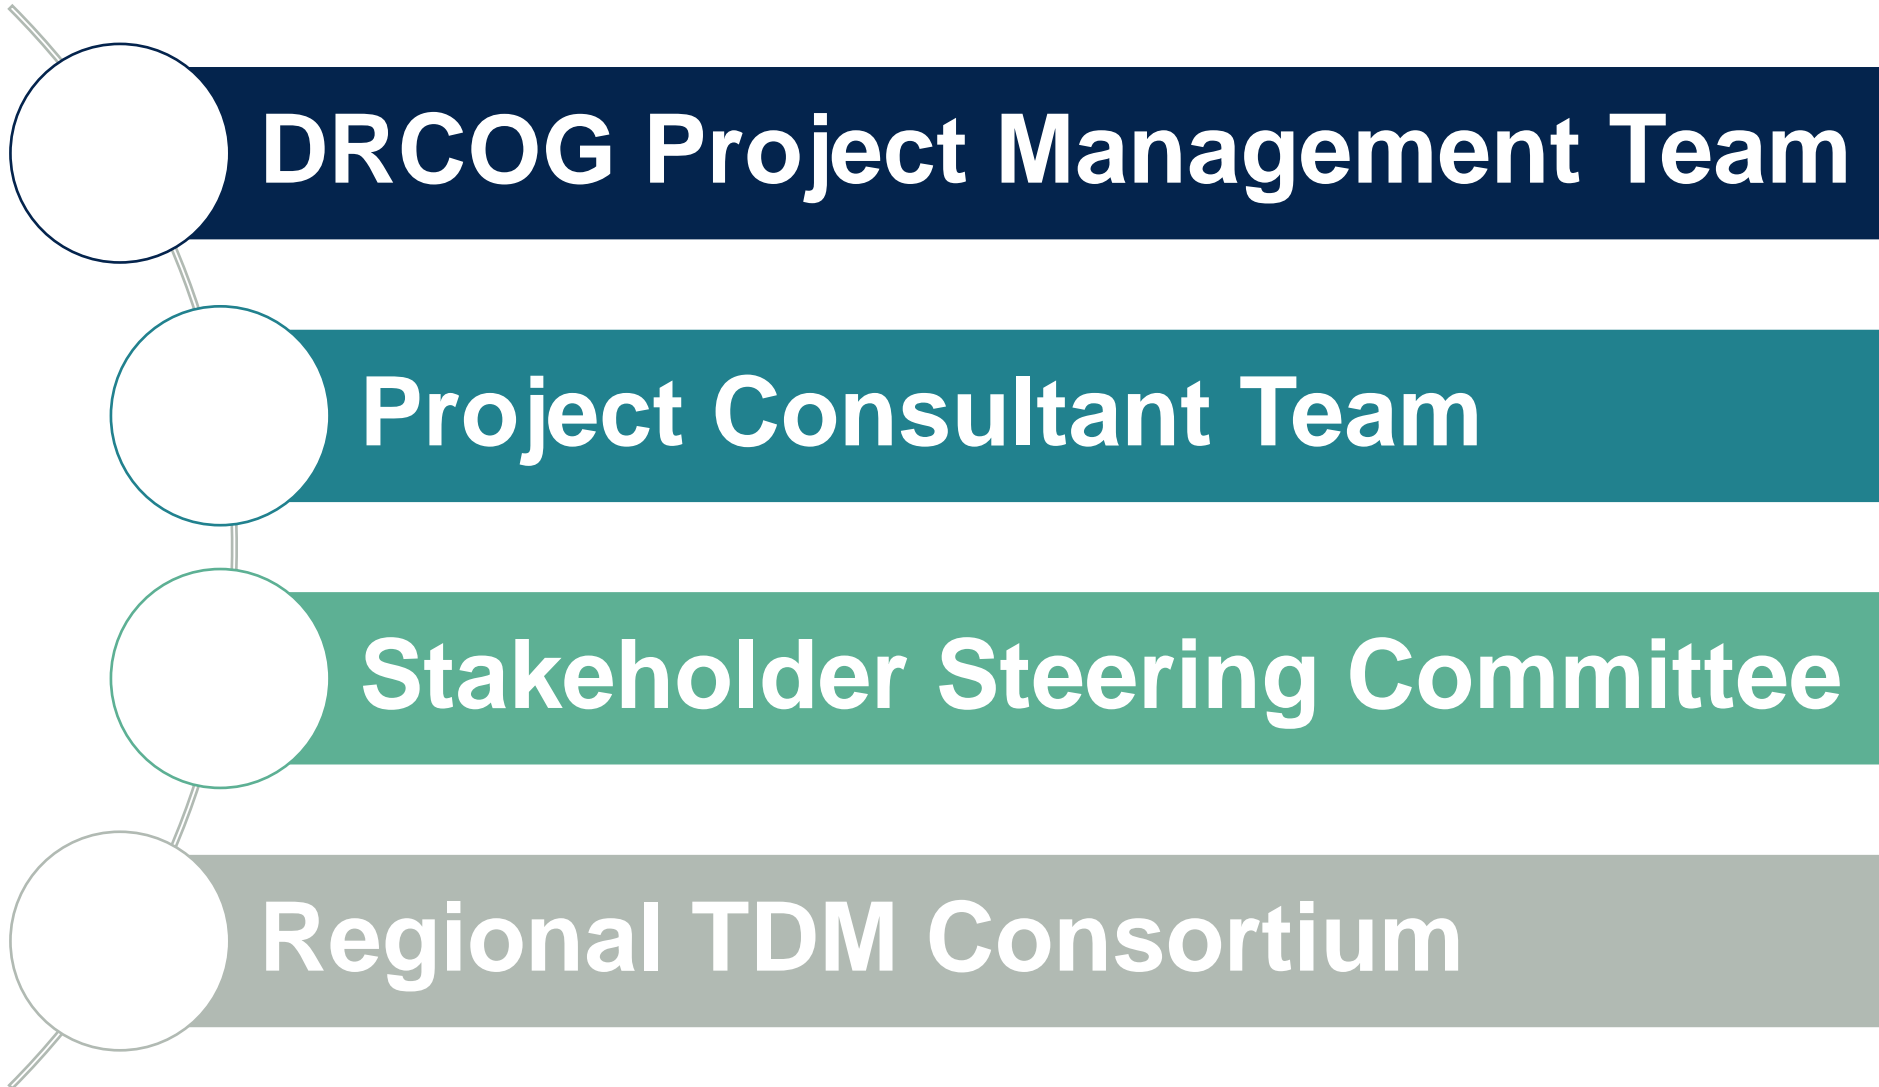 DRCOG Project Management Team
Project Consultant Team
Stakeholder Steering Committee
Regional TDM Consortium